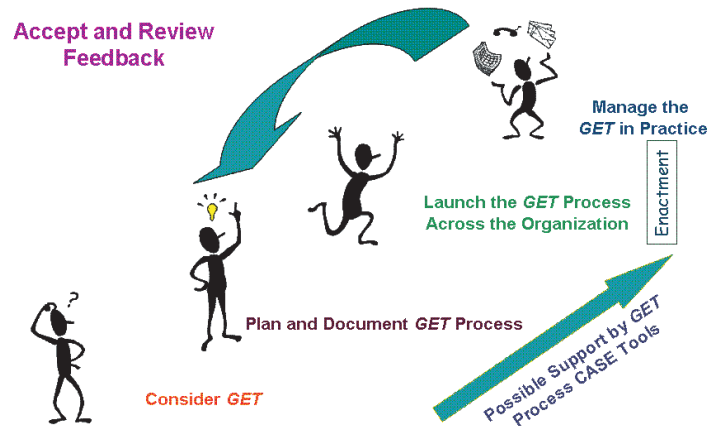 Accept and Review
Feedback
Manage the
GET in Practice
Enactment
Launch the GET Process
Across the Organization
?
Plan and Document GET Process
Possible Support by GET
Process CASE Tools
Consider GET